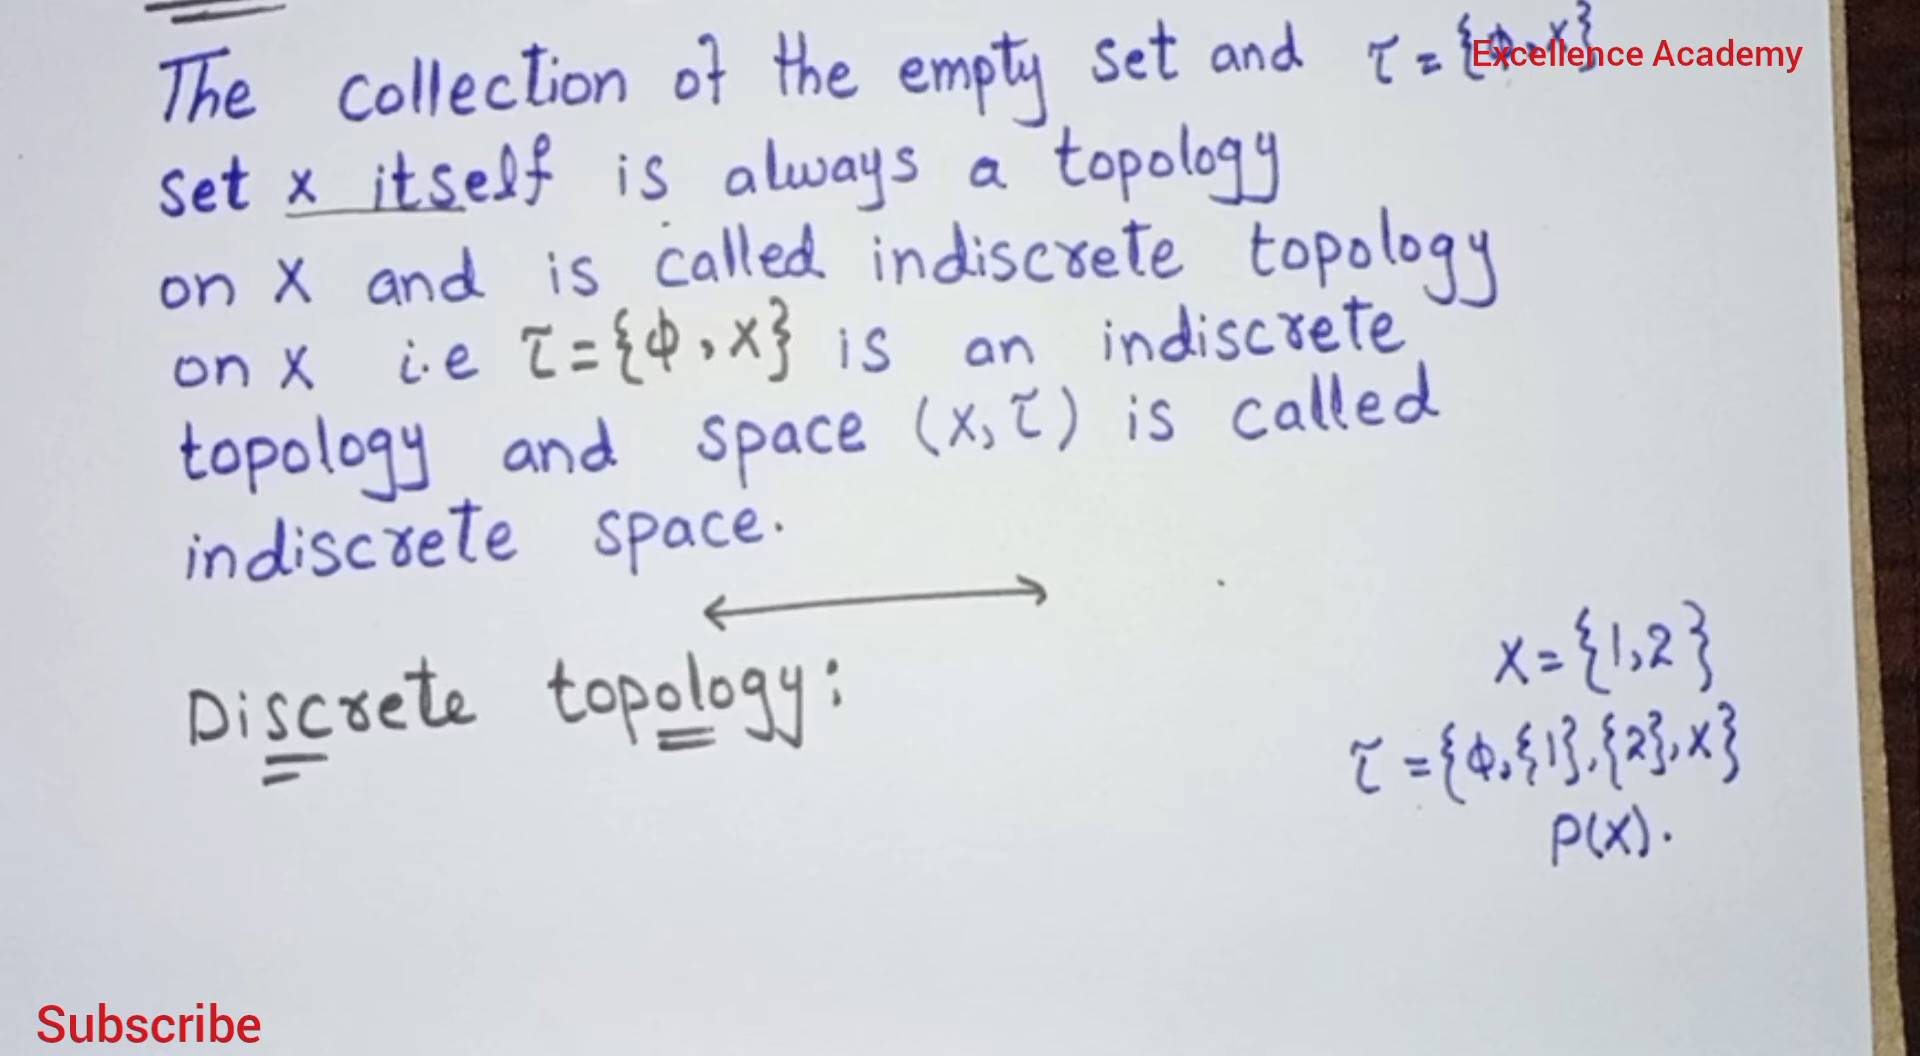 The collection of the empty set and τ = {ϕ, X}
Excellence Academy
set x itself is always a topology
on X and is called indiscrete topology
on X i.e τ = {ϕ, X} is an indiscrete
topology and space (X, τ) is called
indiscrete space.
Discrete topology:
X = {1,2}
τ = {ϕ, {1}, {2}, X}
P(X).
Subscribe